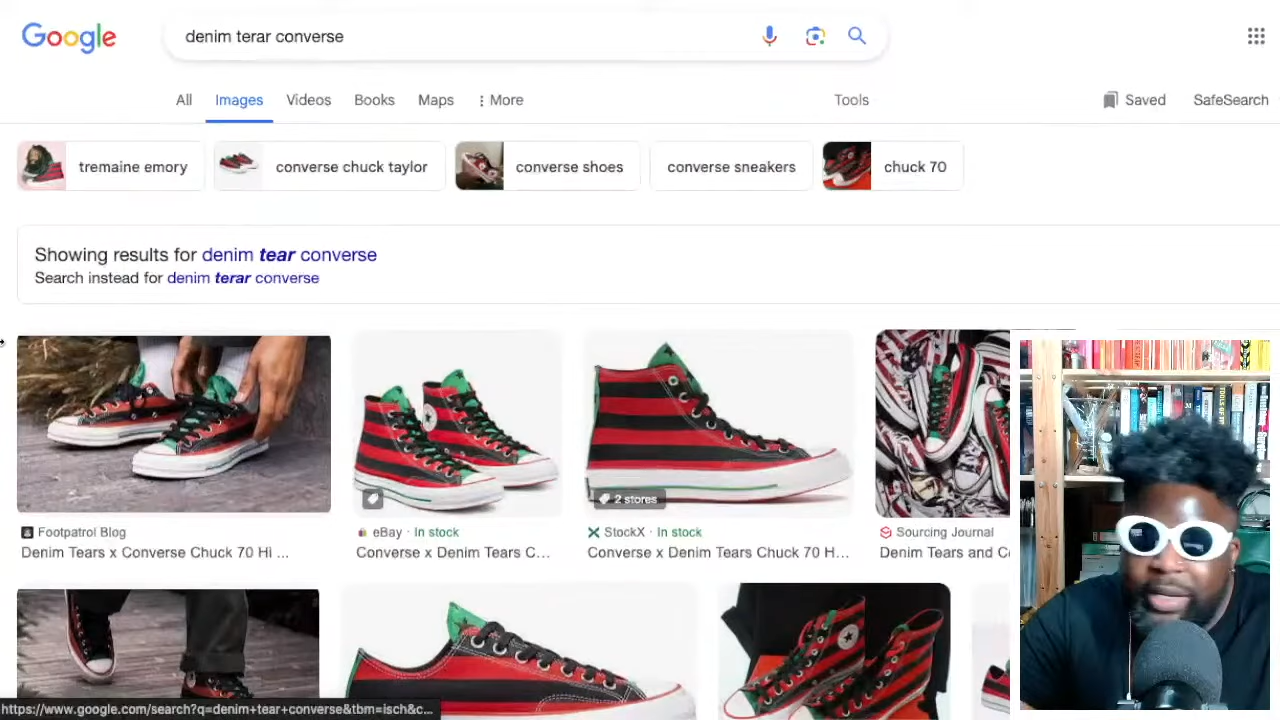 Google
denim terar converse
All Images Videos Books Maps More Tools Saved SafeSearch
tremaine emory
converse chuck taylor
converse shoes
converse sneakers
chuck 70
Showing results for denim tear converse
Search instead for denim terar converse
2 stores
Footpatrol Blog
Denim Tears x Converse Chuck 70 Hi ...
eBay · In stock
Converse x Denim Tears C...
StockX · In stock
Converse x Denim Tears Chuck 70 H...
Sourcing Journal
Denim Tears and Co
https://www.google.com/search?q=denim+tear+converse&tbm=isch&c...